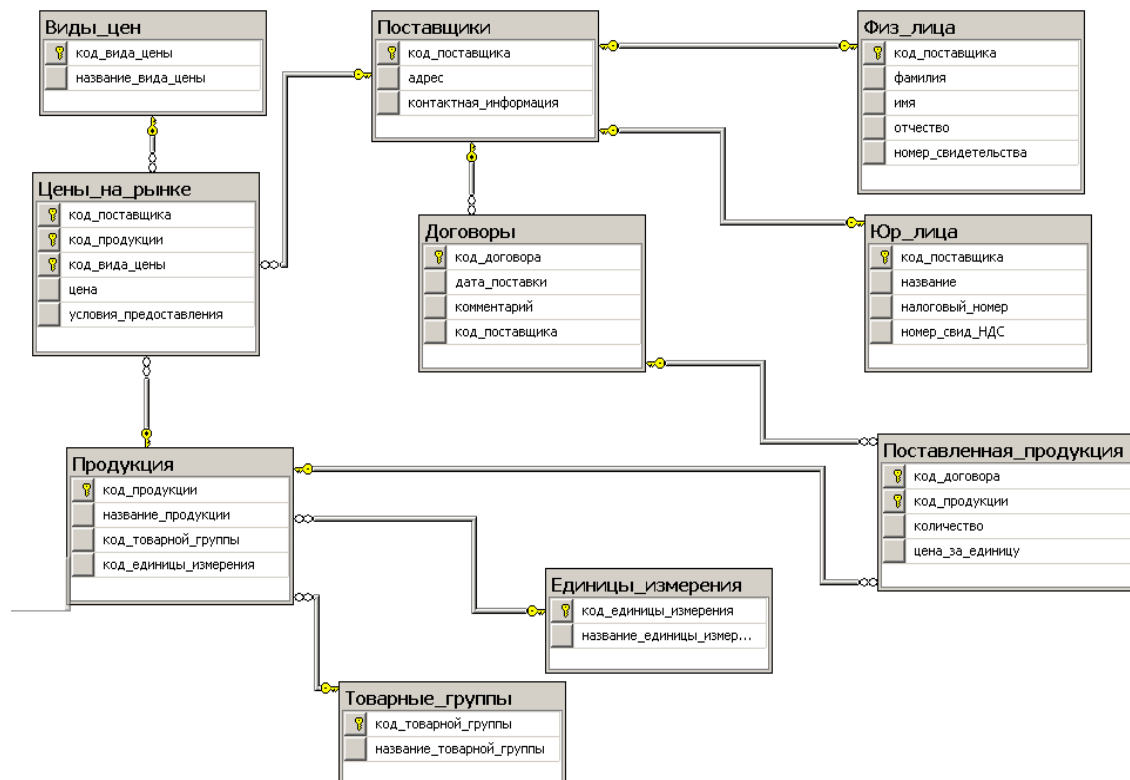 Виды_цен
код_вида_цены
название_вида_цены
Поставщики
код_поставщика
адрес
контактная_информация
Физ_лица
код_поставщика
фамилия
имя
отчество
номер_свидетельства
Цены_на_рынке
код_поставщика
код_продукции
код_вида_цены
цена
условия_предоставления
Договоры
код_договора
дата_поставки
комментарий
код_поставщика
Юр_лица
код_поставщика
название
налоговый_номер
номер_свид_НДС
Продукция
код_продукции
название_продукции
код_товарной_группы
код_единицы_измерения
Поставленная_продукция
код_договора
код_продукции
количество
цена_за_единицу
Единицы_измерения
код_единицы_измерения
название_единицы_измер...
Товарные_группы
код_товарной_группы
название_товарной_группы